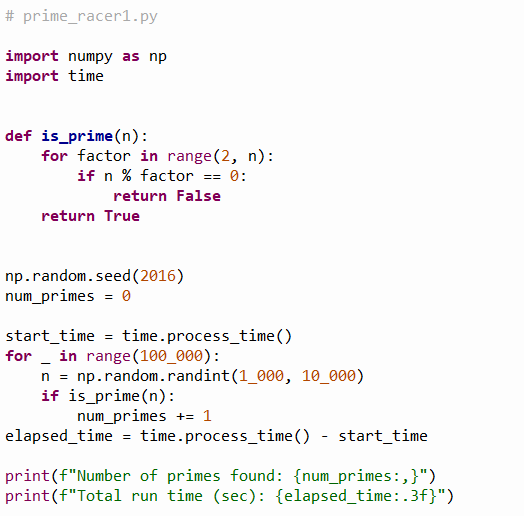 # prime_racer1.py
import numpy as np
import time
def is_prime(n):
    for factor in range(2, n):
        if n % factor == 0:
            return False
    return True
np.random.seed(2016)
num_primes = 0
start_time = time.process_time()
for _ in range(100_000):
    n = np.random.randint(1_000, 10_000)
    if is_prime(n):
        num_primes += 1
elapsed_time = time.process_time() - start_time
print(f"Number of primes found: {num_primes:,}")
print(f"Total run time (sec): {elapsed_time:.3f}")